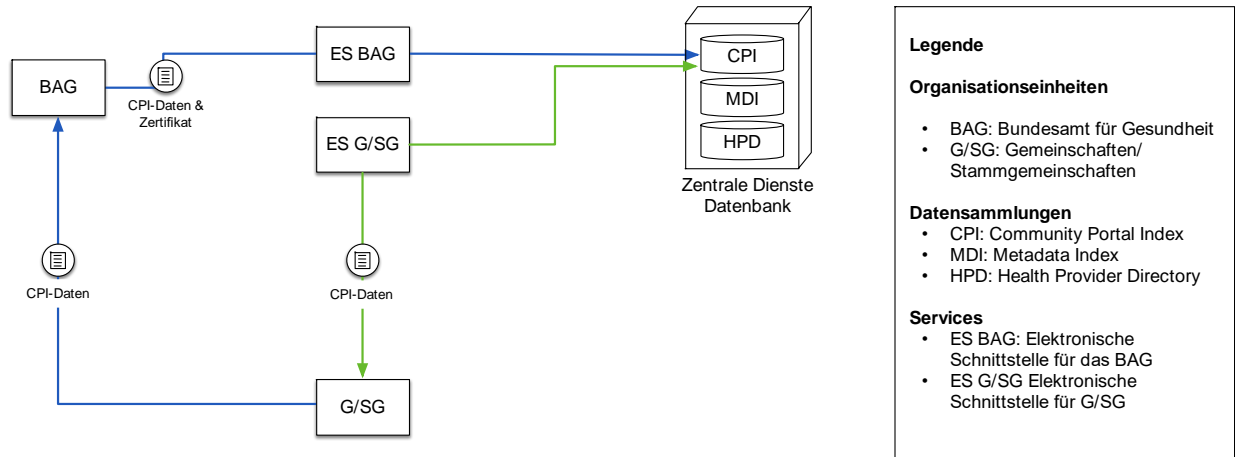 BAG
CPI-Daten &
Zertifikat
ES BAG
ES G/SG
CPI
MDI
HPD
Zentrale Dienste
Datenbank
CPI-Daten
CPI-Daten
G/SG
Legende
Organisationseinheiten
• BAG: Bundesamt für Gesundheit
• G/SG: Gemeinschaften/
Stammgemeinschaften
Datensammlungen
• CPI: Community Portal Index
• MDI: Metadata Index
• HPD: Health Provider Directory
Services
• ES BAG: Elektronische
Schnittstelle für das BAG
• ES G/SG Elektronische
Schnittstelle für G/SG